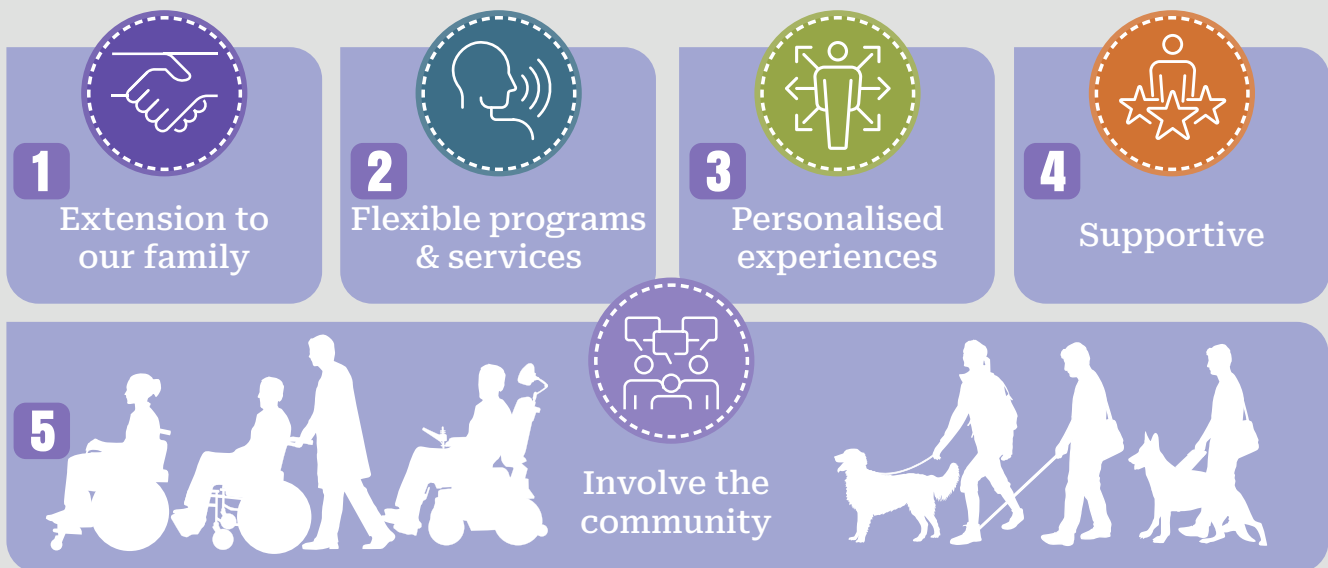 1
Extension to
our family
2
Flexible programs
& services
3
Personalised
experiences
4
Supportive
5
Involve the
community